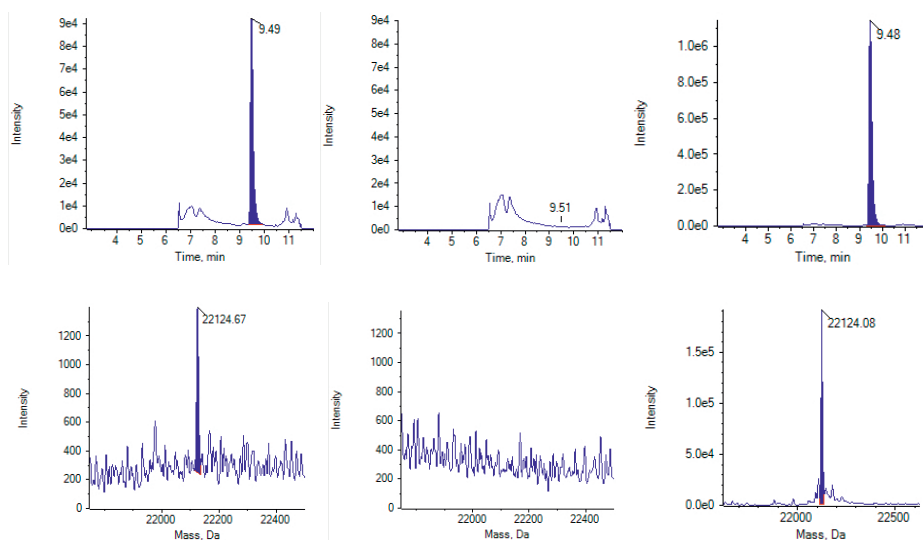 9e4
8e4
7e4
6e4
5e4
4e4
3e4
2e4
1e4
0e0
Intensity
9.49
4 5 6 7 8 9 10 11
Time, min
9e4
8e4
7e4
6e4
5e4
4e4
3e4
2e4
1e4
0e0
Intensity
9.51
4 5 6 7 8 9 10 11
Time, min
1.0e6
8.0e5
6.0e5
4.0e5
2.0e5
0.0e0
Intensity
9.48
4 5 6 7 8 9 10 11
Time, min
1200
1000
800
600
400
200
0
Intensity
22124.67
22000 22200 22400
Mass, Da
1200
1000
800
600
400
200
0
Intensity
22000 22200 22400
Mass, Da
1.5e5
1.0e5
5.0e4
0.0e0
Intensity
22124.08
22000 22500
Mass, Da